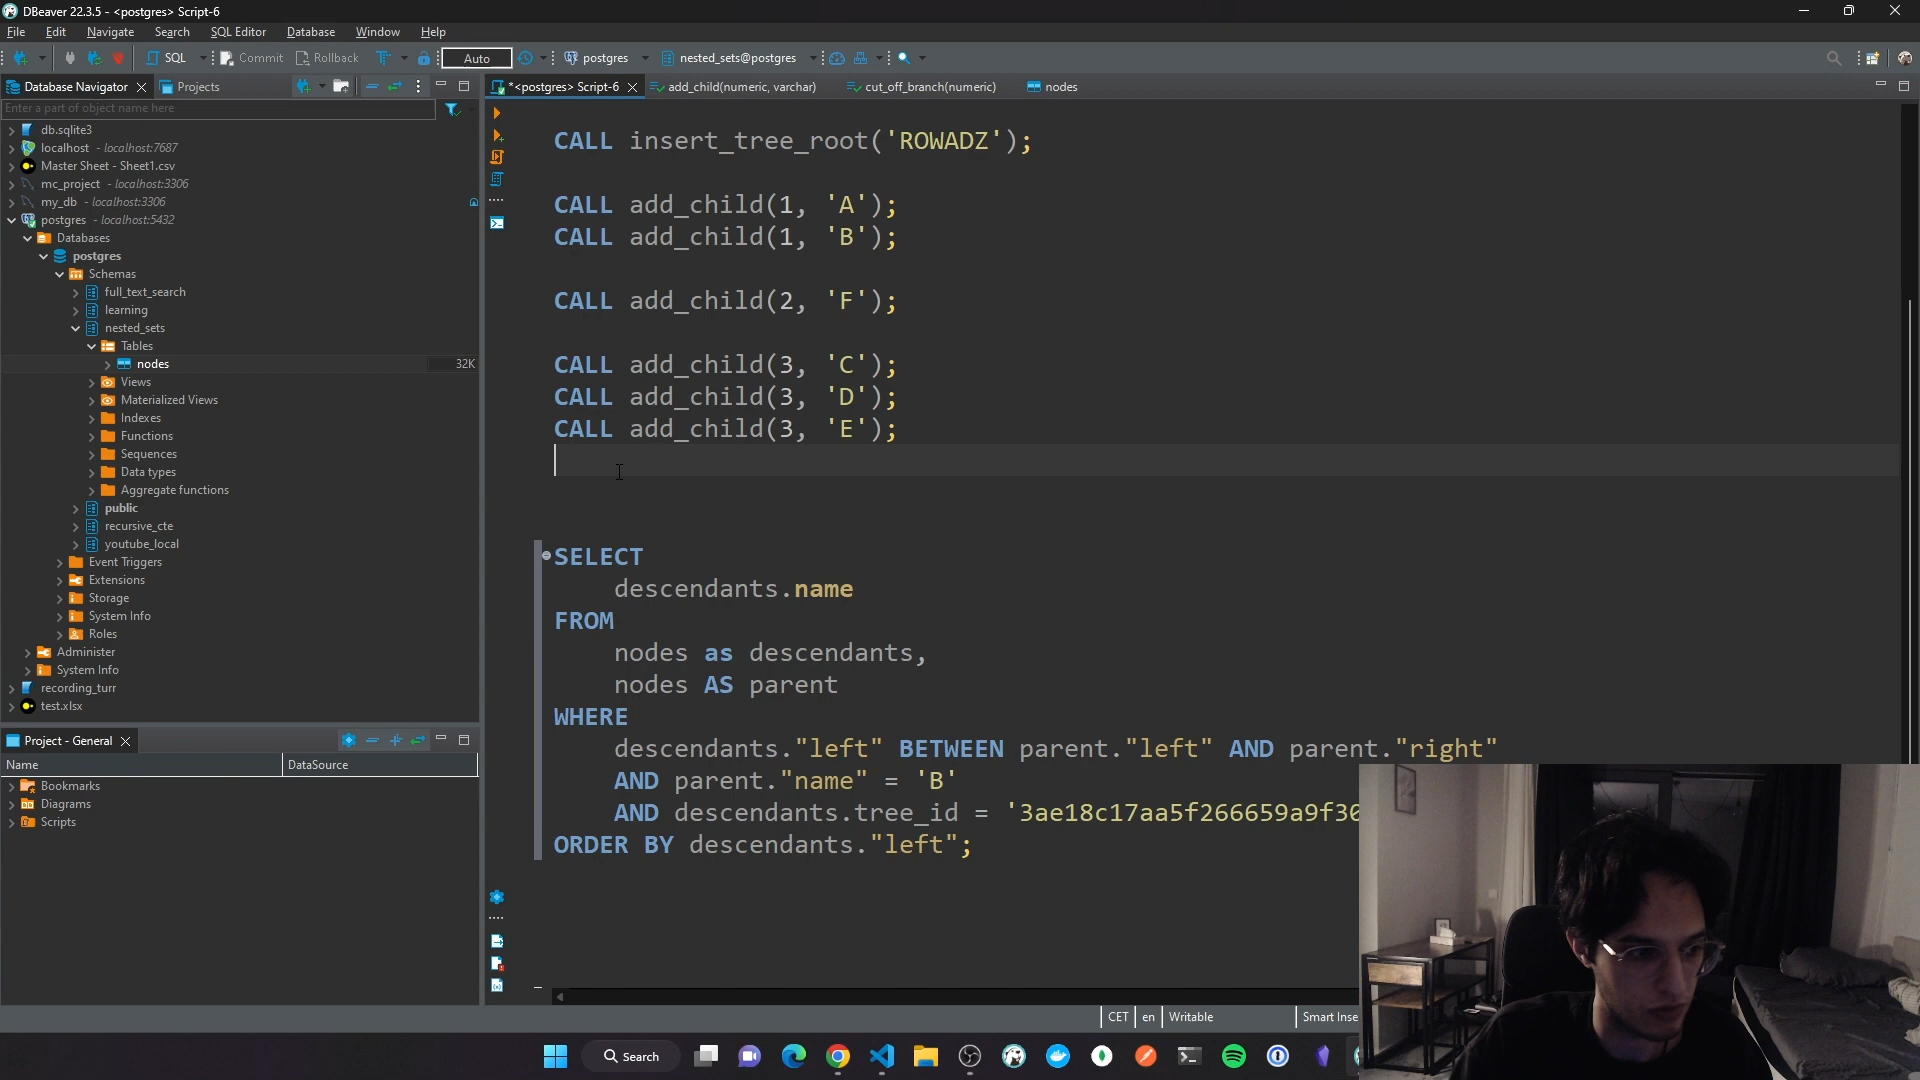 DBeaver 22.3.5 - <postgres> Script-6
File Edit Navigate Search SQL Editor Database Window Help
SQL Commit Rollback Auto postgres nested_sets@postgres
Database Navigator Projects
*<postgres> Script-6 add_child(numeric, varchar) cut_off_branch(numeric) nodes
Enter a part of object name here
db.sqlite3
localhost - localhost:7687
Master Sheet - Sheet1.csv
mc_project - localhost:3306
my_db - localhost:3306
postgres - localhost:5432
Databases
postgres
Schemas
full_text_search
learning
nested_sets
Tables
nodes 32K
Views
Materialized Views
Indexes
Functions
Sequences
Data types
Aggregate functions
public
recursive_cte
youtube_local
Event Triggers
Extensions
Storage
System Info
Roles
Administer
System Info
recording_turr
test.xlsx
Project - General
Name DataSource
Bookmarks
Diagrams
Scripts
CALL insert_tree_root('ROWADZ');
CALL add_child(1, 'A');
CALL add_child(1, 'B');
CALL add_child(2, 'F');
CALL add_child(3, 'C');
CALL add_child(3, 'D');
CALL add_child(3, 'E');
SELECT
descendants.name
FROM
nodes as descendants,
nodes AS parent
WHERE
descendants."left" BETWEEN parent."left" AND parent."right"
AND parent."name" = 'B'
AND descendants.tree_id = '3ae18c17aa5f266659a9f30
ORDER BY descendants."left";
CET en Writable Smart Inse
Search